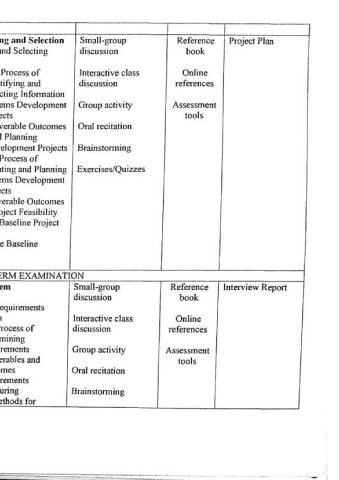 ng and Selection Small-group Reference Project Plan
nd Selecting discussion book
Process of Interactive class Online
tifying and discussion references
cting Information
ems Development Group activity Assessment
ects tools
verable Outcomes Oral recitation
l Planning
elopment Projects Brainstorming
Process of
ating and Planning Exercises/Quizzes
ems Development
ects
verable Outcomes
oject Feasibility
Baseline Project
e Baseline
ERM EXAMINATION
em Small-group Reference Interview Report
discussion book
equirements
Interactive class Online
rocess of discussion references
mining
rements Group activity Assessment
erables and tools
mes Oral recitation
rements
uring Brainstorming
ethods for